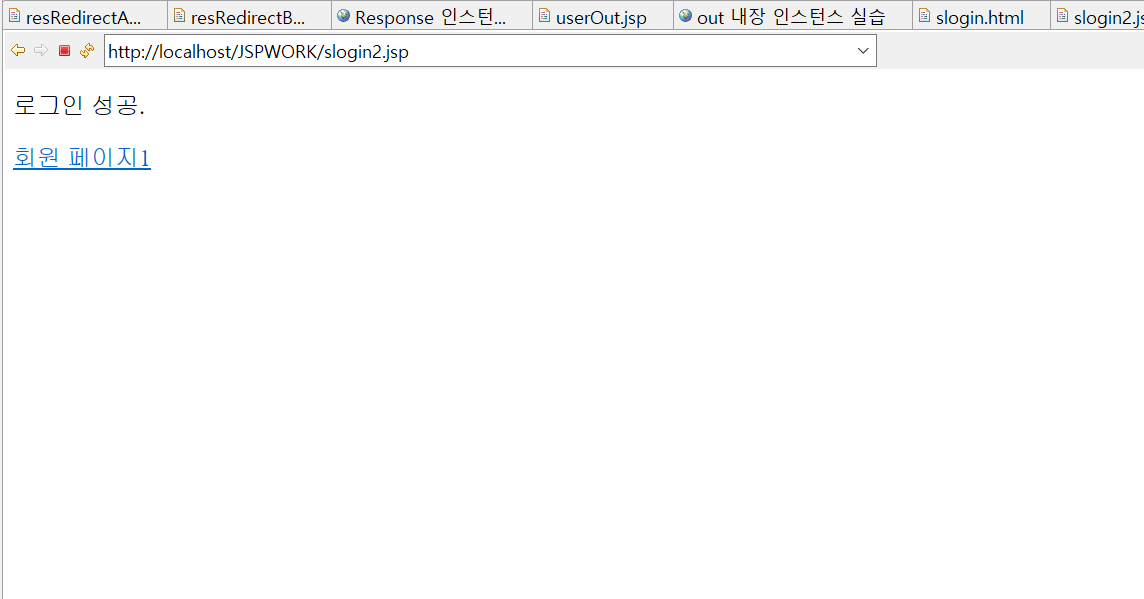 resRedirectA... resRedirectB... Response 인스턴... userOut.jsp out 내장 인스턴스 실습 slogin.html slogin2.js
http://localhost/JSPWORK/slogin2.jsp
로그인 성공.
회원 페이지1